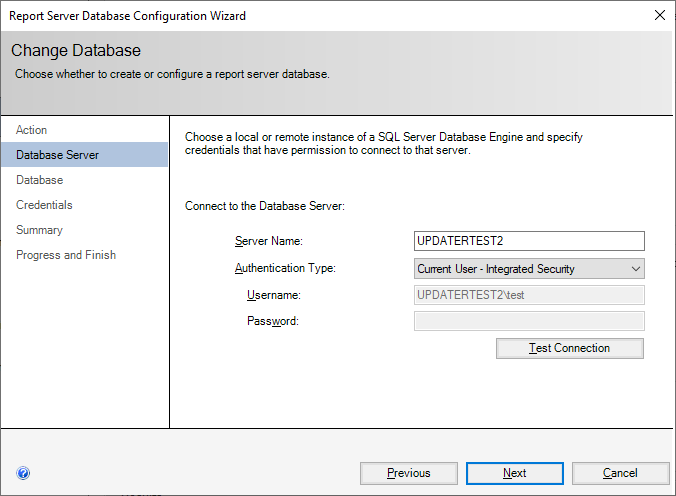 Report Server Database Configuration Wizard
Change Database
Choose whether to create or configure a report server database.
Action
Database Server
Database
Credentials
Summary
Progress and Finish
Choose a local or remote instance of a SQL Server Database Engine and specify
credentials that have permission to connect to that server.
Connect to the Database Server:
Server Name: UPDATERTEST2
Authentication Type: Current User - Integrated Security
Username: UPDATERTEST2\test
Password:
Test Connection
Previous Next Cancel